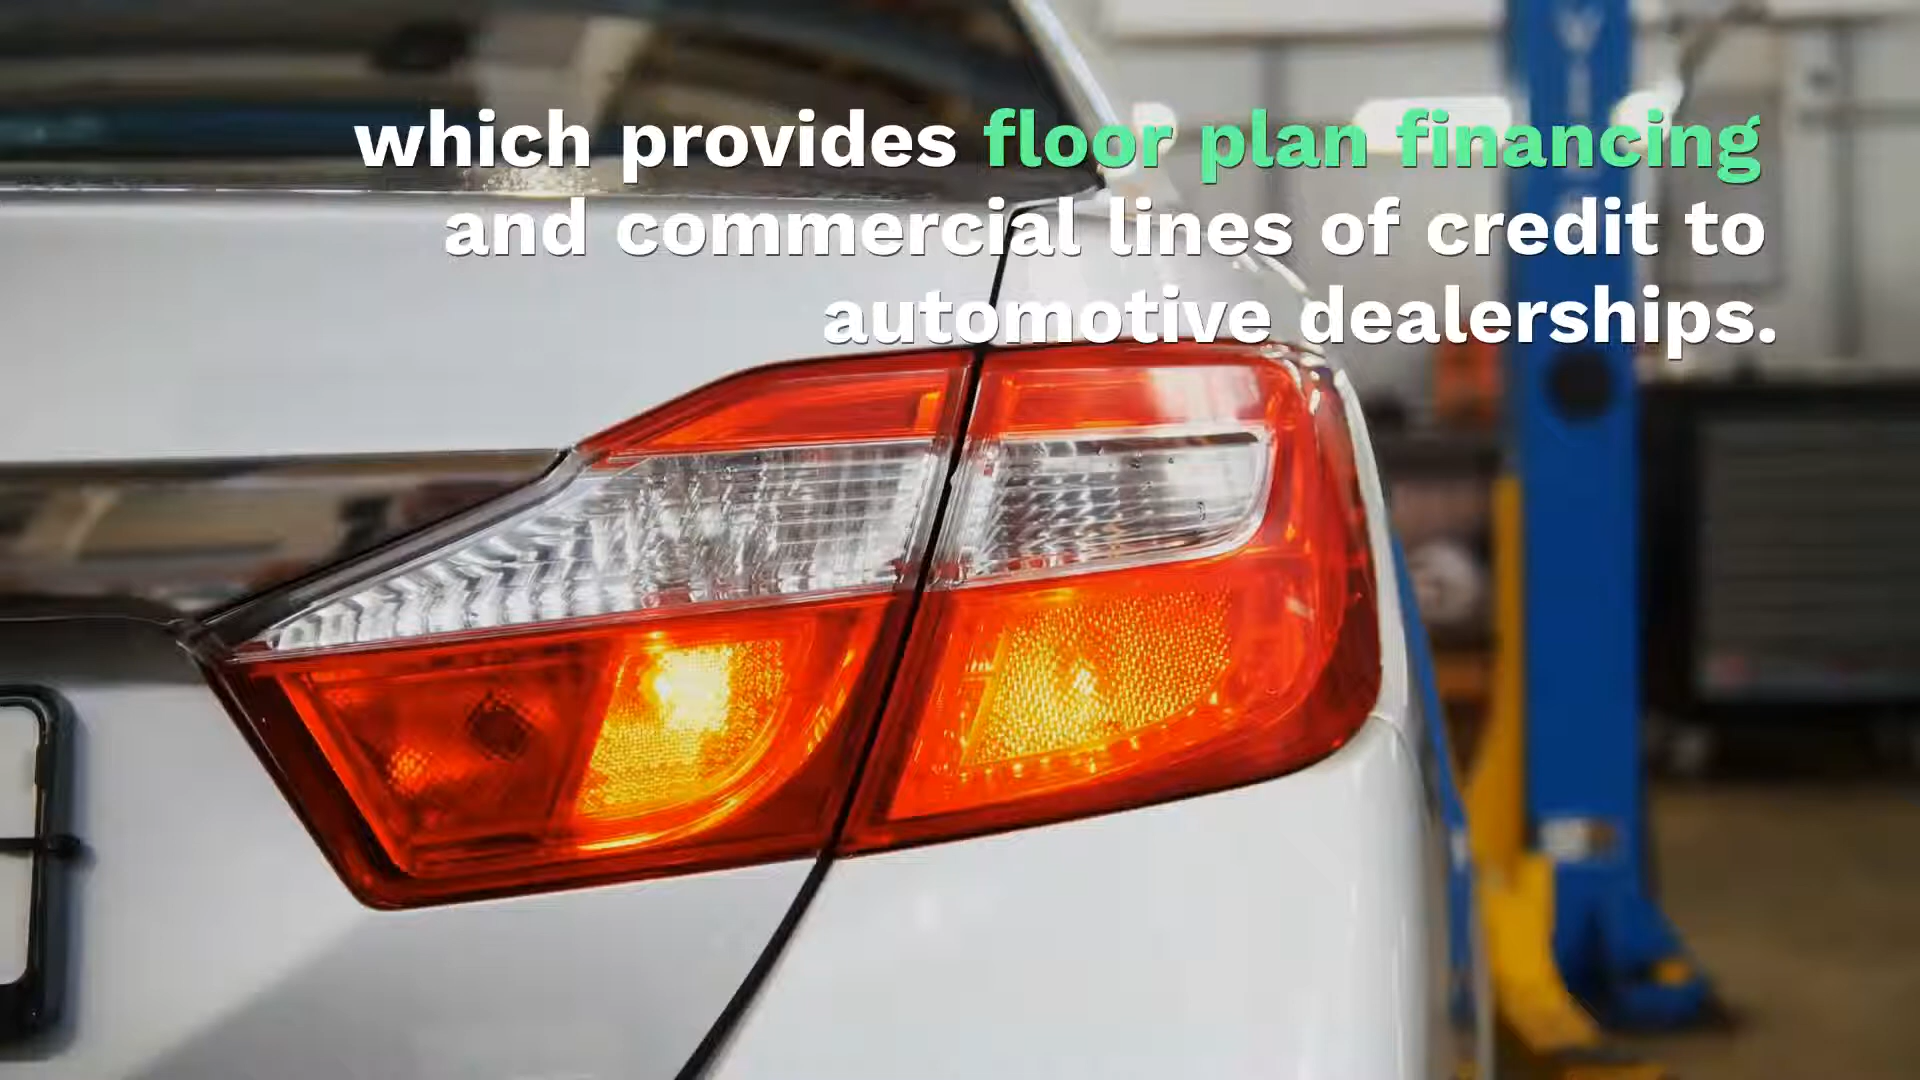 which provides floor plan financing
and commercial lines of credit to
automotive dealerships.